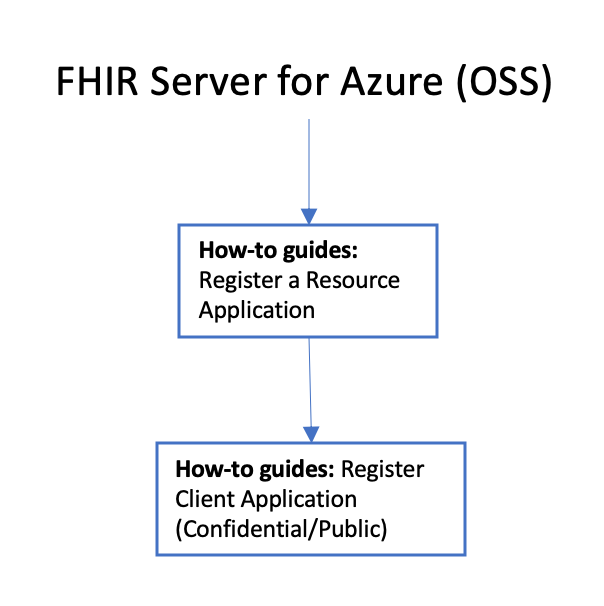 FHIR Server for Azure (OSS)
How-to guides:
Register a Resource
Application
How-to guides: Register
Client Application
(Confidential/Public)